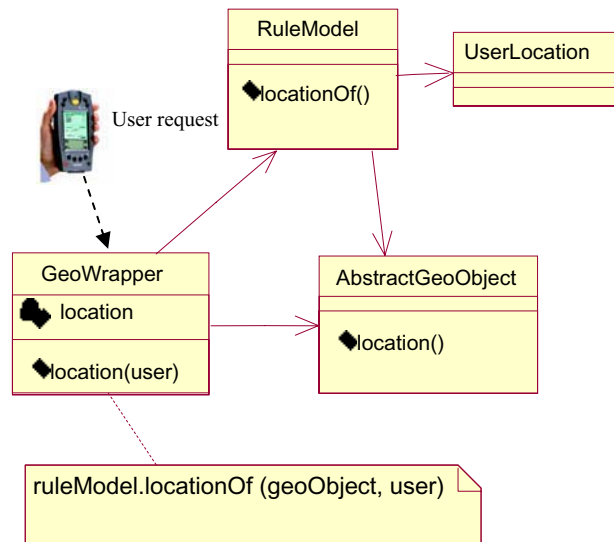 RuleModel
locationOf()
UserLocation
User request
GeoWrapper
location
location(user)
AbstractGeoObject
location()
ruleModel.locationOf (geoObject, user)